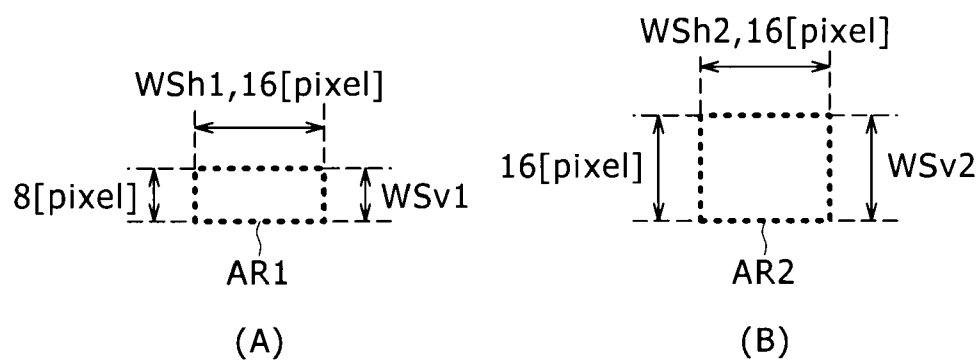 WSh1,16[pixel]
8[pixel]
WSv1
AR1
(A)
WSh2,16[pixel]
16[pixel]
WSv2
AR2
(B)